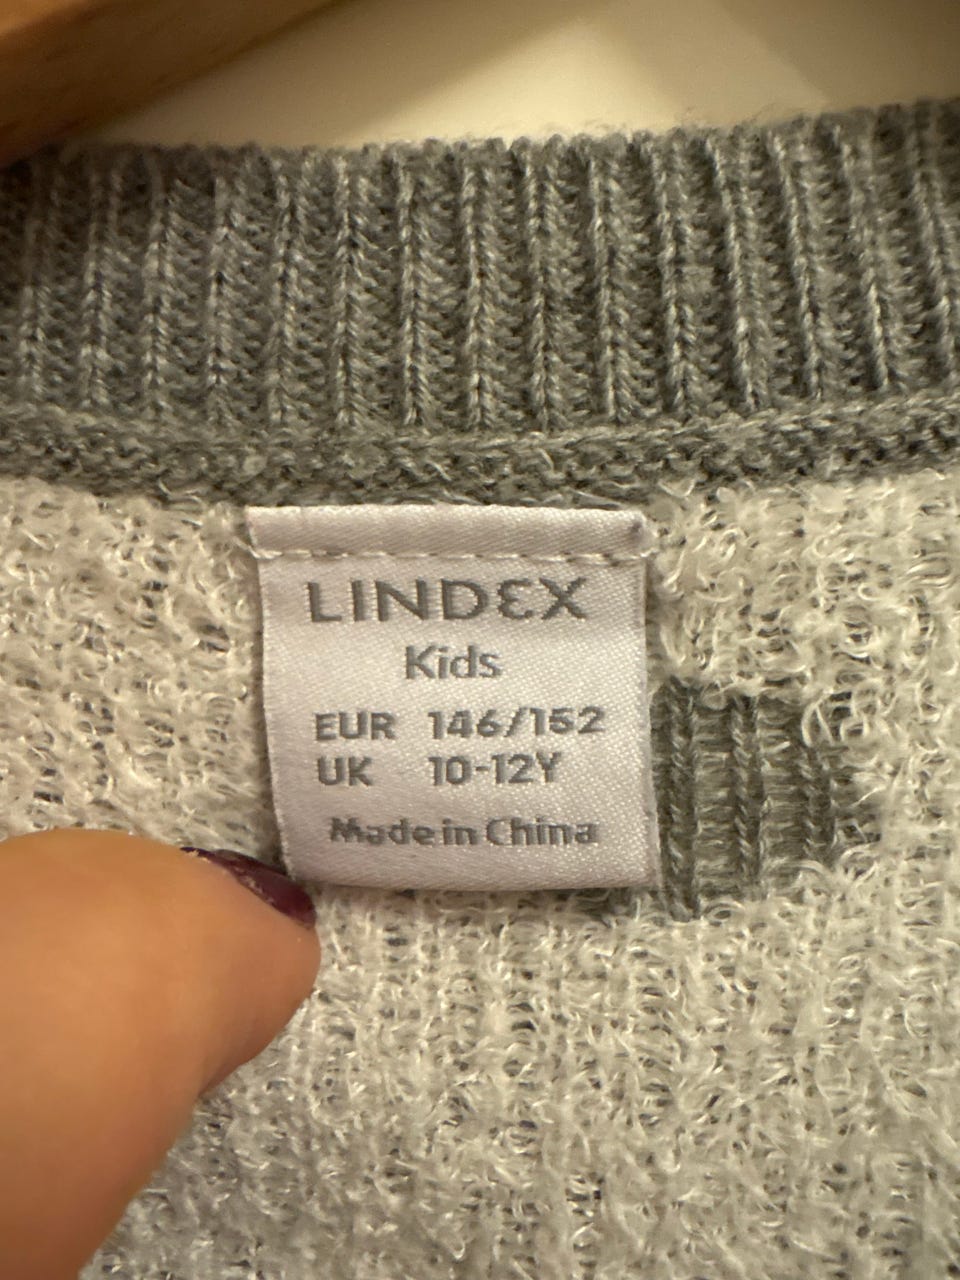 LINDEX
Kids
EUR 146/152
UK 10-12Y
Made in China